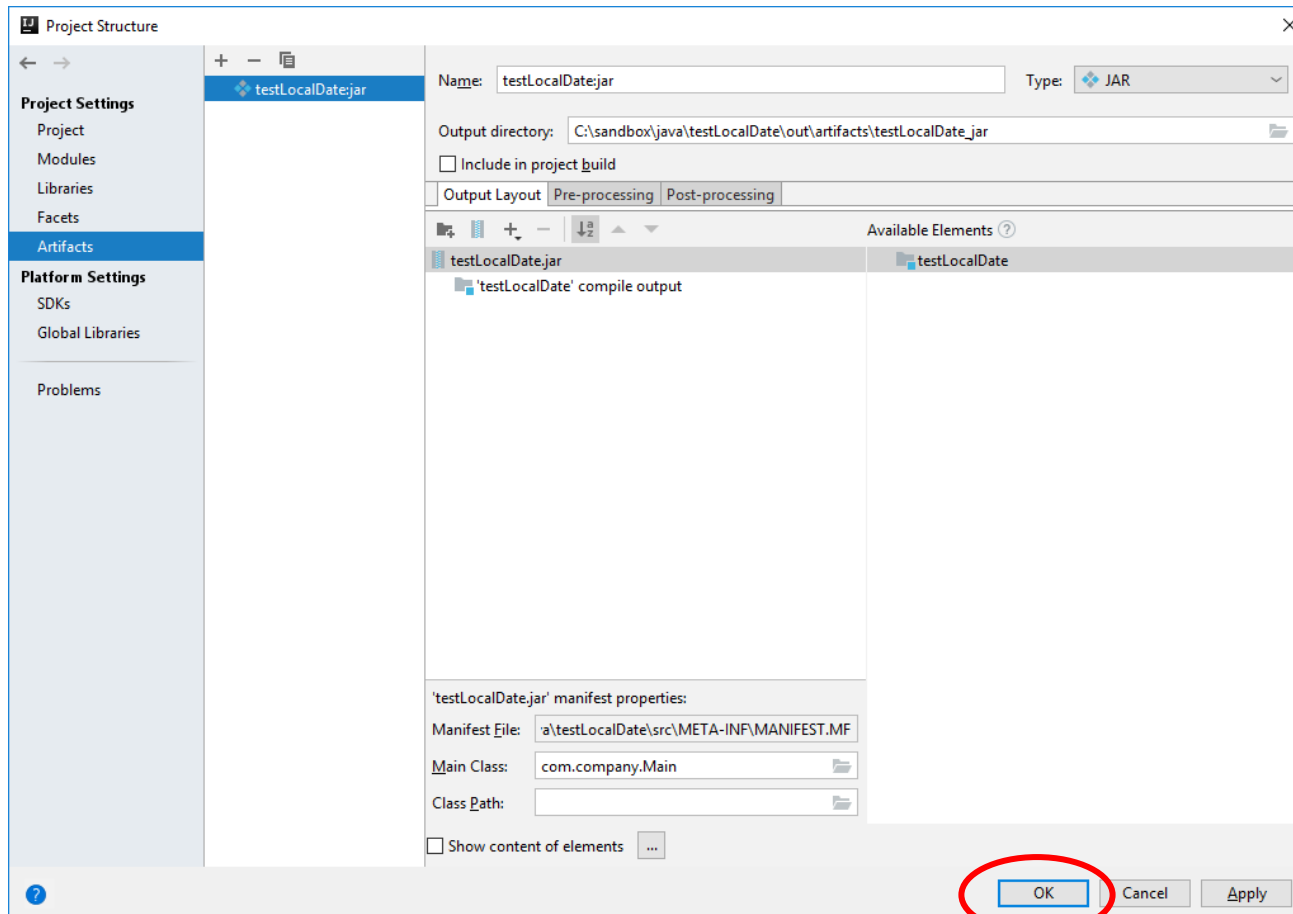 IJ Project Structure
Project Settings
Project
Modules
Libraries
Facets
Artifacts
Platform Settings
SDKs
Global Libraries
Problems
testLocalDate:jar
Name: testLocalDate:jar Type: JAR
Output directory: C:\sandbox\java\testLocalDate\out\artifacts\testLocalDate_jar
Include in project build
Output Layout Pre-processing Post-processing
a
z Available Elements ?
testLocalDate.jar testLocalDate
'testLocalDate' compile output
'testLocalDate.jar' manifest properties:
Manifest File: 'a\testLocalDate\src\META-INF\MANIFEST.MF
Main Class: com.company.Main
Class Path:
Show content of elements ...
? OK Cancel Apply